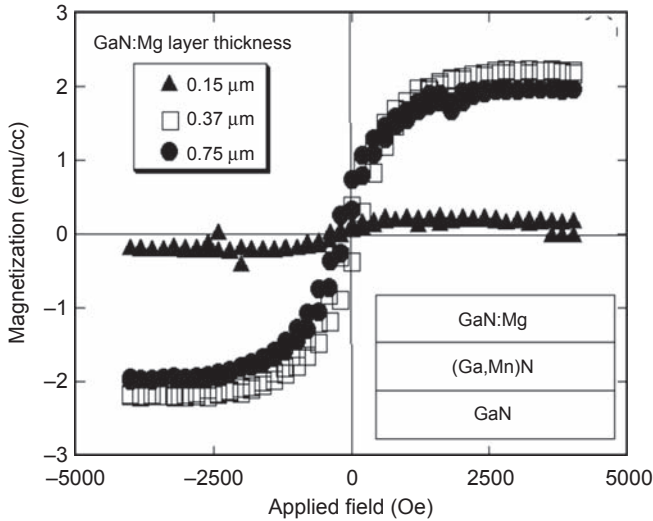 GaN:Mg layer thickness
0.15 μm
0.37 μm
0.75 μm
3
2
1
0
–1
–2
–3
Magnetization (emu/cc)
GaN:Mg
(Ga,Mn)N
GaN
–5000
–2500
0
2500
5000
Applied field (Oe)